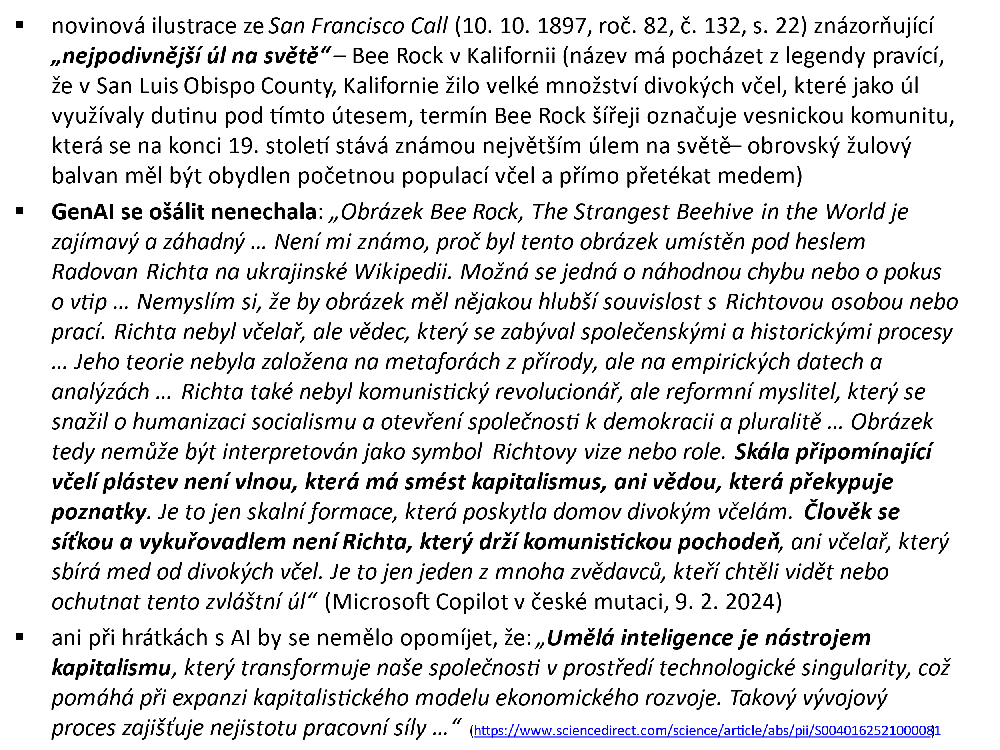 ▪ novinová ilustrace ze San Francisco Call (10. 10. 1897, roč. 82, č. 132, s. 22) znázorňující
„nejpodivnější úl na světě“ – Bee Rock v Kalifornii (název má pocházet z legendy pravící,
že v San Luis Obispo County, Kalifornie žilo velké množství divokých včel, které jako úl
využívaly dutinu pod tímto útesem, termín Bee Rock šířeji označuje vesnickou komunitu,
která se na konci 19. století stává známou největším úlem na světě– obrovský žulový
balvan měl být obydlen početnou populací včel a přímo přetékat medem)
▪ GenAI se ošálit nenechala: „Obrázek Bee Rock, The Strangest Beehive in the World je
zajímavý a záhadný … Není mi známo, proč byl tento obrázek umístěn pod heslem
Radovan Richta na ukrajinské Wikipedii. Možná se jedná o náhodnou chybu nebo o pokus
o vtip … Nemyslím si, že by obrázek měl nějakou hlubší souvislost s Richtovou osobou nebo
prací. Richta nebyl včelař, ale vědec, který se zabýval společenskými a historickými procesy
… Jeho teorie nebyla založena na metaforách z přírody, ale na empirických datech a
analýzách … Richta také nebyl komunistický revolucionář, ale reformní myslitel, který se
snažil o humanizaci socialismu a otevření společnosti k demokracii a pluralitě … Obrázek
tedy nemůže být interpretován jako symbol Richtovy vize nebo role. Skála připomínající
včelí plástev není vlnou, která má smést kapitalismus, ani vědou, která překypuje
poznatky. Je to jen skalní formace, která poskytla domov divokým včelám. Člověk se
síťkou a vykuřovadlem není Richta, který drží komunistickou pochodeň, ani včelař, který
sbírá med od divokých včel. Je to jen jeden z mnoha zvědavců, kteří chtěli vidět nebo
ochutnat tento zvláštní úl“ (Microsoft Copilot v české mutaci, 9. 2. 2024)
▪ ani při hrátkách s AI by se nemělo opomíjet, že: „Umělá inteligence je nástrojem
kapitalismu, který transformuje naše společnosti v prostředí technologické singularity, což
pomáhá při expanzi kapitalistického modelu ekonomického rozvoje. Takový vývojový
proces zajišťuje nejistotu pracovní síly …“ (https://www.sciencedirect.com/science/article/abs/pii/S0040162521000081)